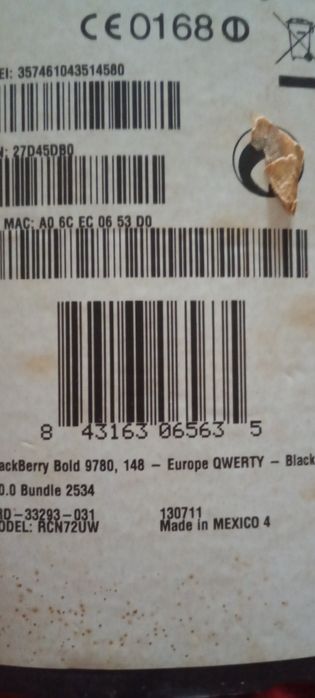 CE0168
EI: 357461043514580
N: 27D45DB0
MAC: A0 6C EC 06 53 D0
8 43163 06563 5
ackBerry Bold 9780, 148 – Europe QWERTY – Black
0.0 Bundle 2534
RD-33293-031 130711
ODEL: RCN72UW Made in MEXICO 4